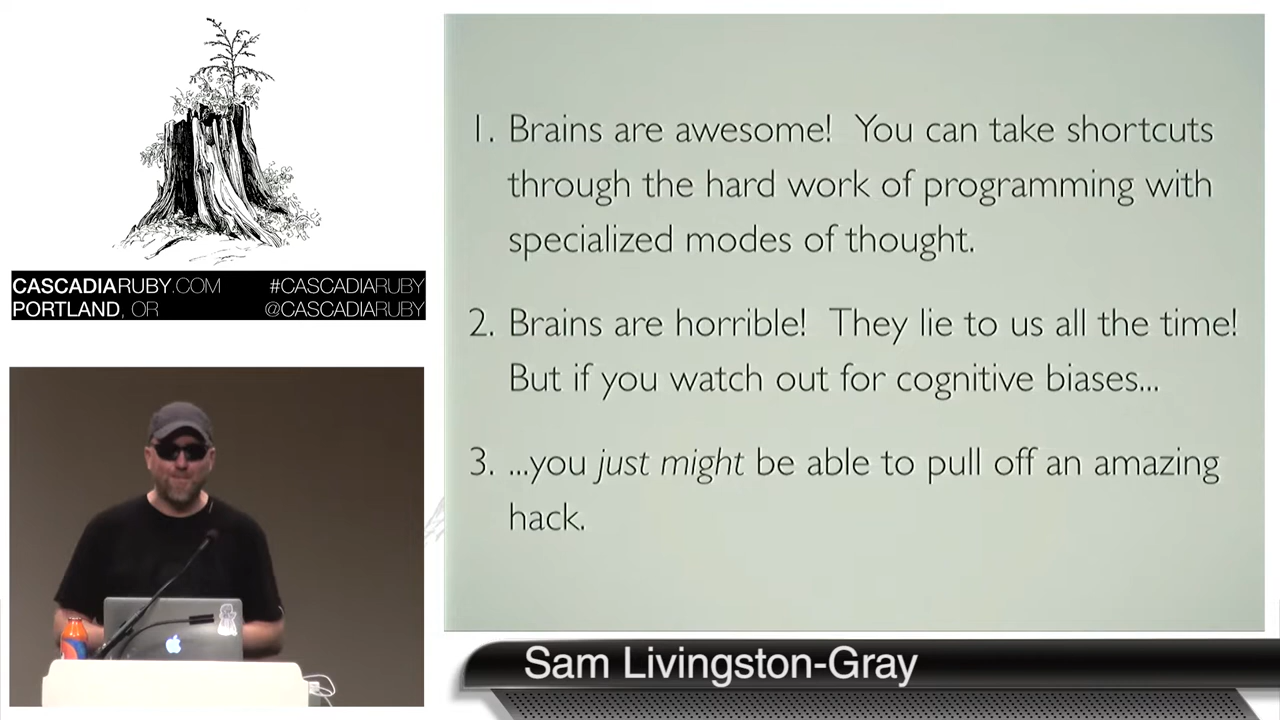 CASCADIARUBY.COM #CASCADIARUBY
PORTLAND, OR @CASCADIARUBY
1. Brains are awesome! You can take shortcuts
through the hard work of programming with
specialized modes of thought.
2. Brains are horrible! They lie to us all the time!
But if you watch out for cognitive biases...
3. ...you just might be able to pull off an amazing
hack.
Sam Livingston-Gray